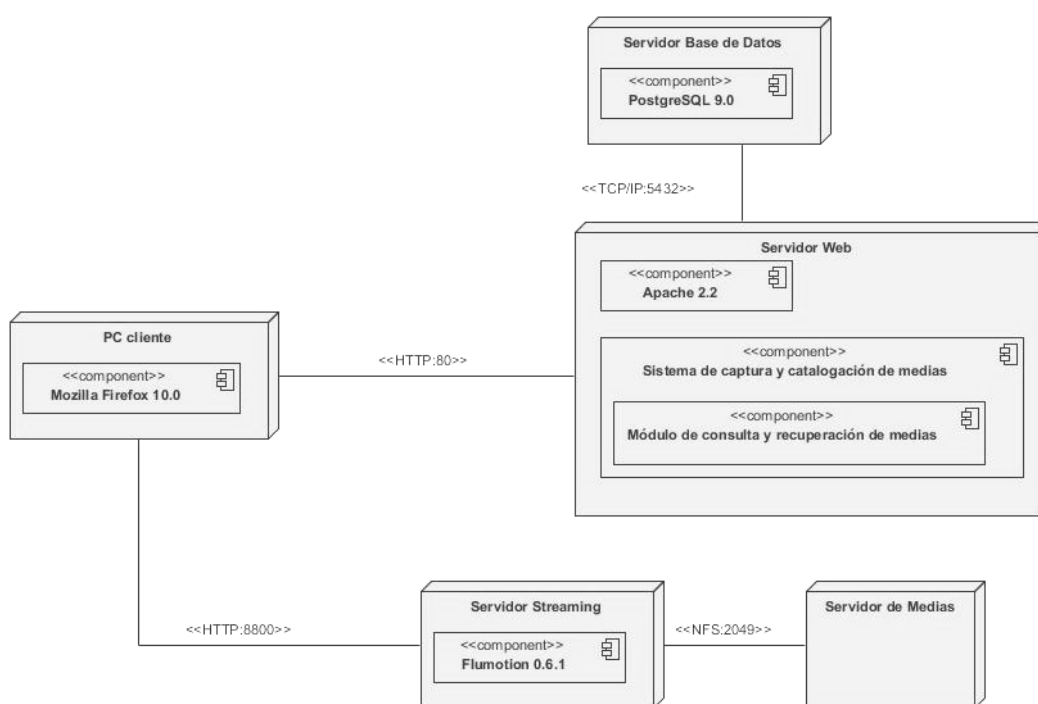 Servidor Base de Datos
<<component>>
PostgreSQL 9.0
<<TCP/IP:5432>>
Servidor Web
<<component>>
Apache 2.2
<<component>>
Sistema de captura y catalogación de medias
<<component>>
Módulo de consulta y recuperación de medias
PC cliente
<<component>>
Mozilla Firefox 10.0
<<HTTP:80>>
<<HTTP:8800>>
Servidor Streaming
<<component>>
Flumotion 0.6.1
<<NFS:2049>>
Servidor de Medias